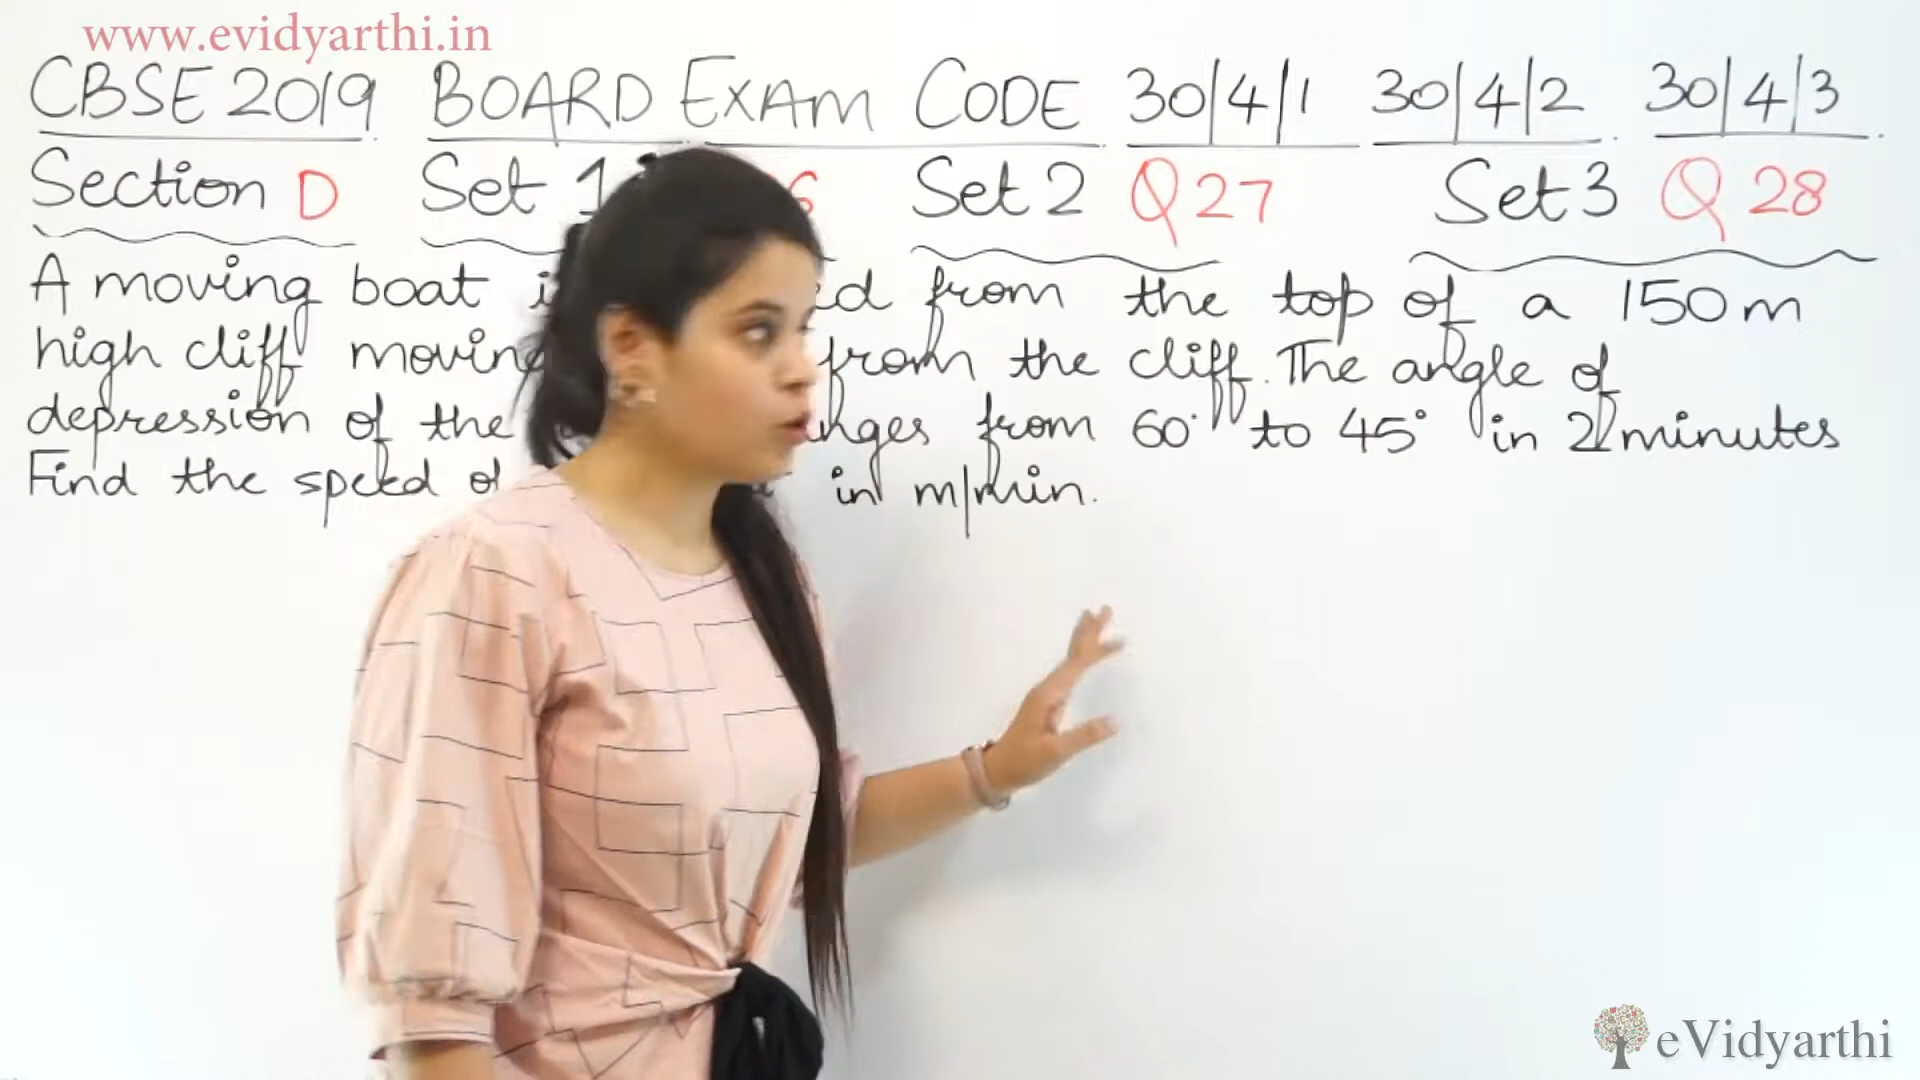 www.evidyarthi.in
CBSE 2019 BOARD EXAM CODE 30/4/1 30/4/2 30/4/3
Section D Set 1 Set 2 Q 27 Set 3 Q 28
A moving boat from the top of a 150 m
high cliff moving from the cliff. The angle of
depression of the from 60° to 45° in 2 minutes
Find the speed in m/min.
eVidyarthi